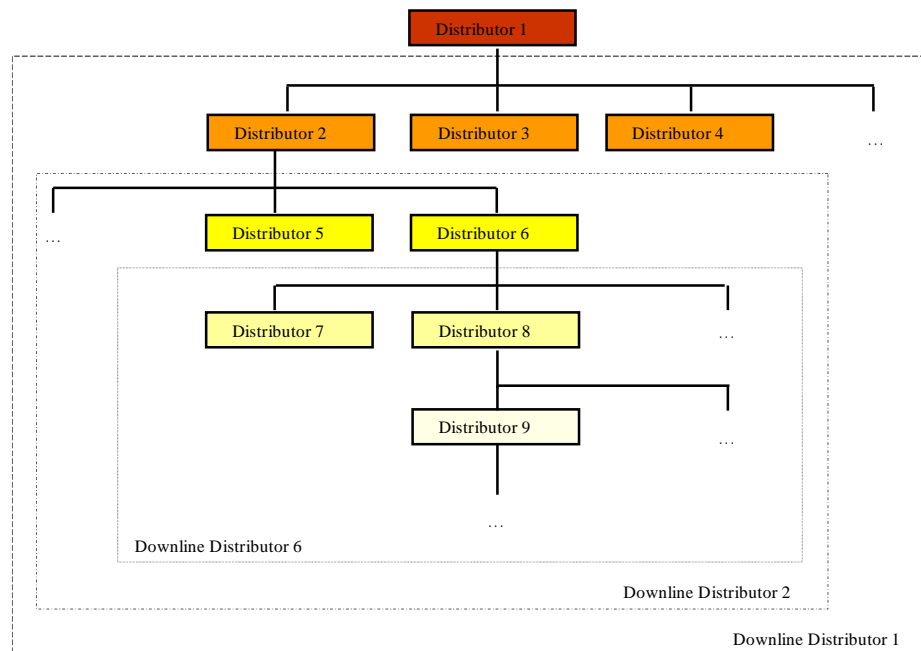 Distributor 1
Distributor 2
Distributor 3
Distributor 4
...
...
Distributor 5
Distributor 6
Distributor 7
Distributor 8
...
Distributor 9
...
...
Downline Distributor 6
Downline Distributor 2
Downline Distributor 1